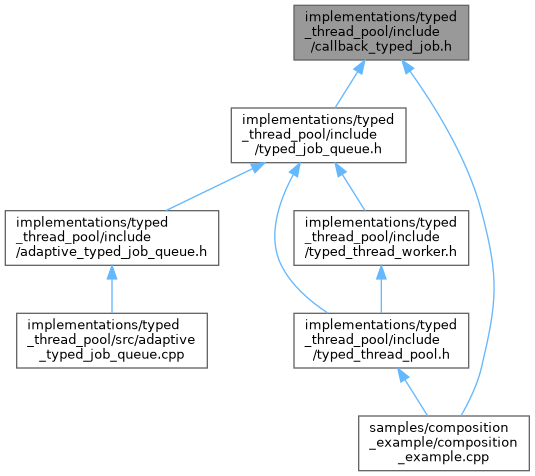 implementations/typed
_thread_pool/include
/callback_typed_job.h
implementations/typed
_thread_pool/include
/typed_job_queue.h
implementations/typed
_thread_pool/include
/adaptive_typed_job_queue.h
implementations/typed
_thread_pool/include
/typed_thread_worker.h
implementations/typed
_thread_pool/src/adaptive
_typed_job_queue.cpp
implementations/typed
_thread_pool/include
/typed_thread_pool.h
samples/composition
_example/composition
_example.cpp